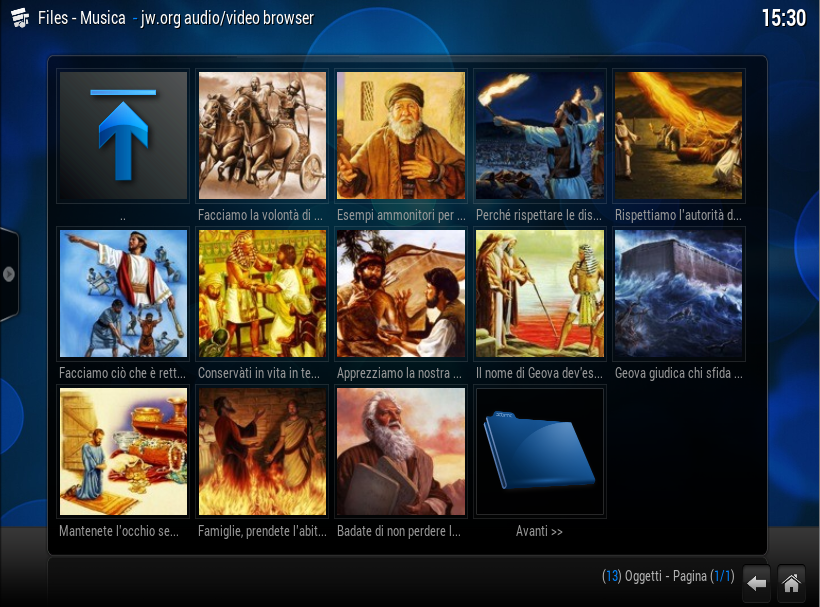 Files - Musica - jw.org audio/video browser
15:30
..
Facciamo la volontà di ...
Esempi ammonitori per ...
Perché rispettare le dis...
Rispettiamo l'autorità d...
Facciamo ciò che è rett...
Conservàti in vita in te...
Apprezziamo la nostra ...
Il nome di Geova dev'es...
Geova giudica chi sfida ...
Mantenete l'occhio se...
Famiglie, prendete l'abit...
Badate di non perdere l...
Avanti >>
(13) Oggetti - Pagina (1/1)